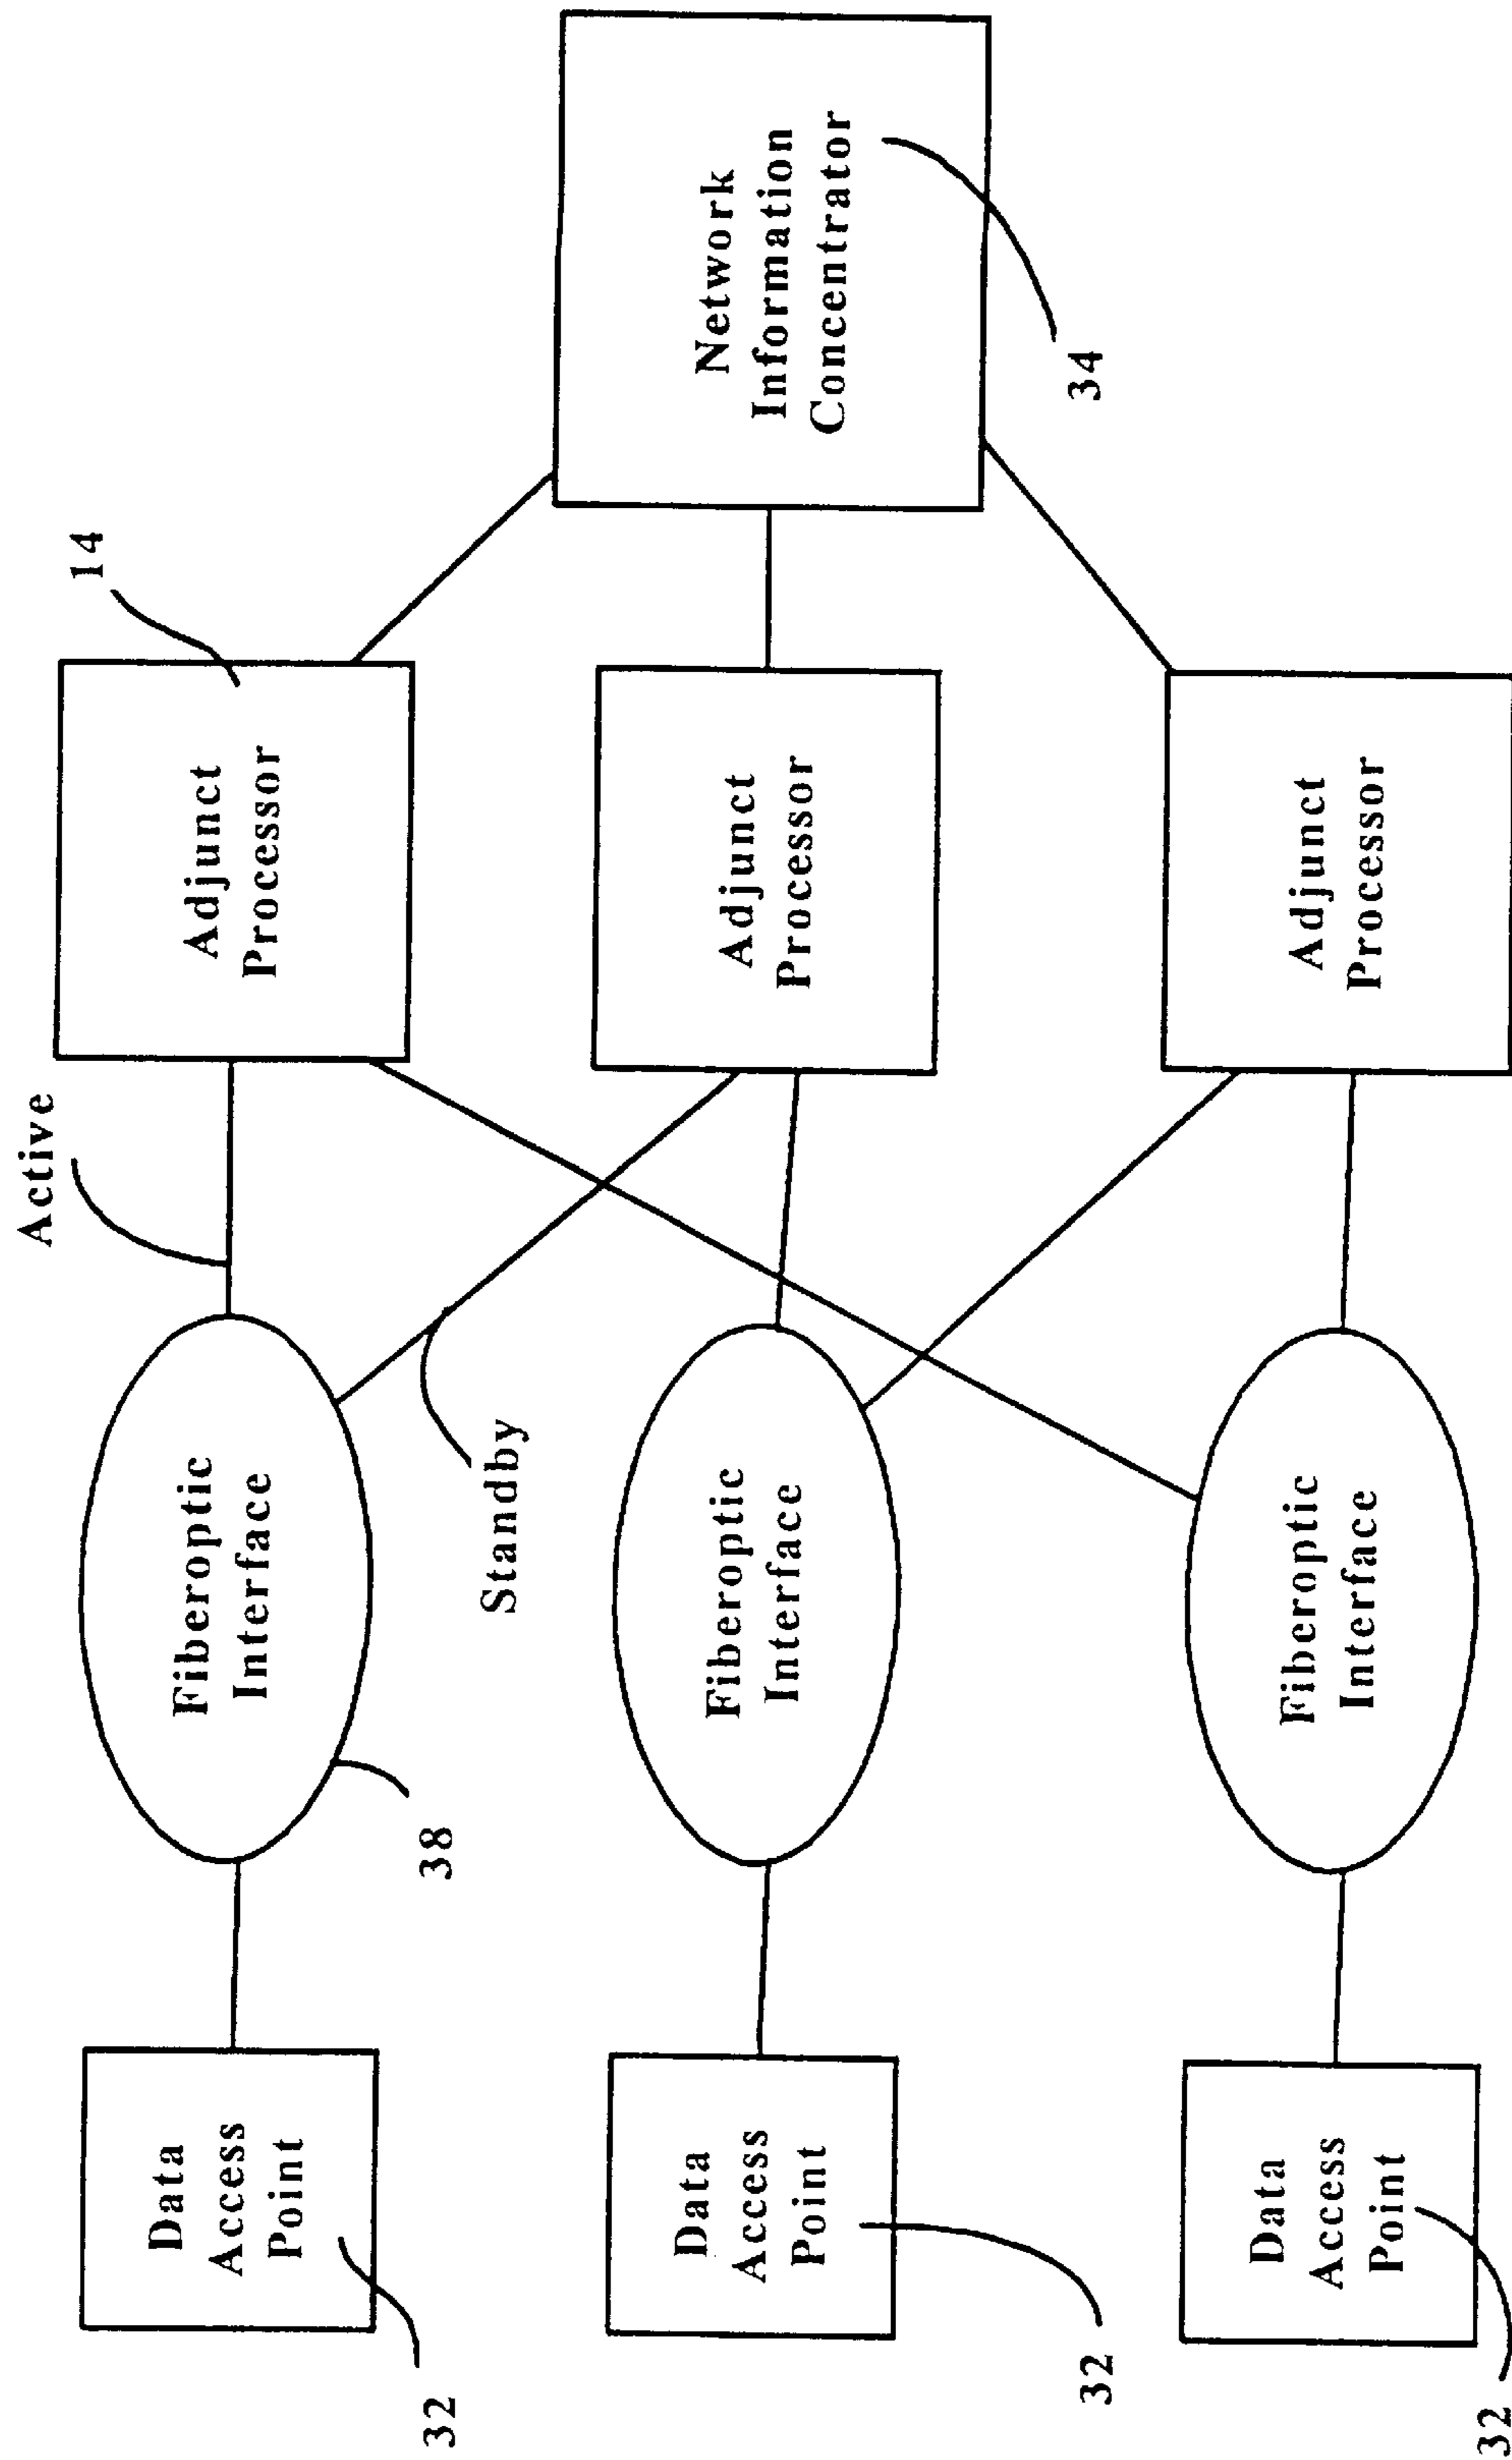 Data
Access
Point
32
Fiberoptic
Interface
38
Active
Standby
Adjunct
Processor
14
Data
Access
Point
32
Fiberoptic
Interface
Adjunct
Processor
Network
Information
Concentrator
34
Data
Access
Point
32
Fiberoptic
Interface
Adjunct
Processor